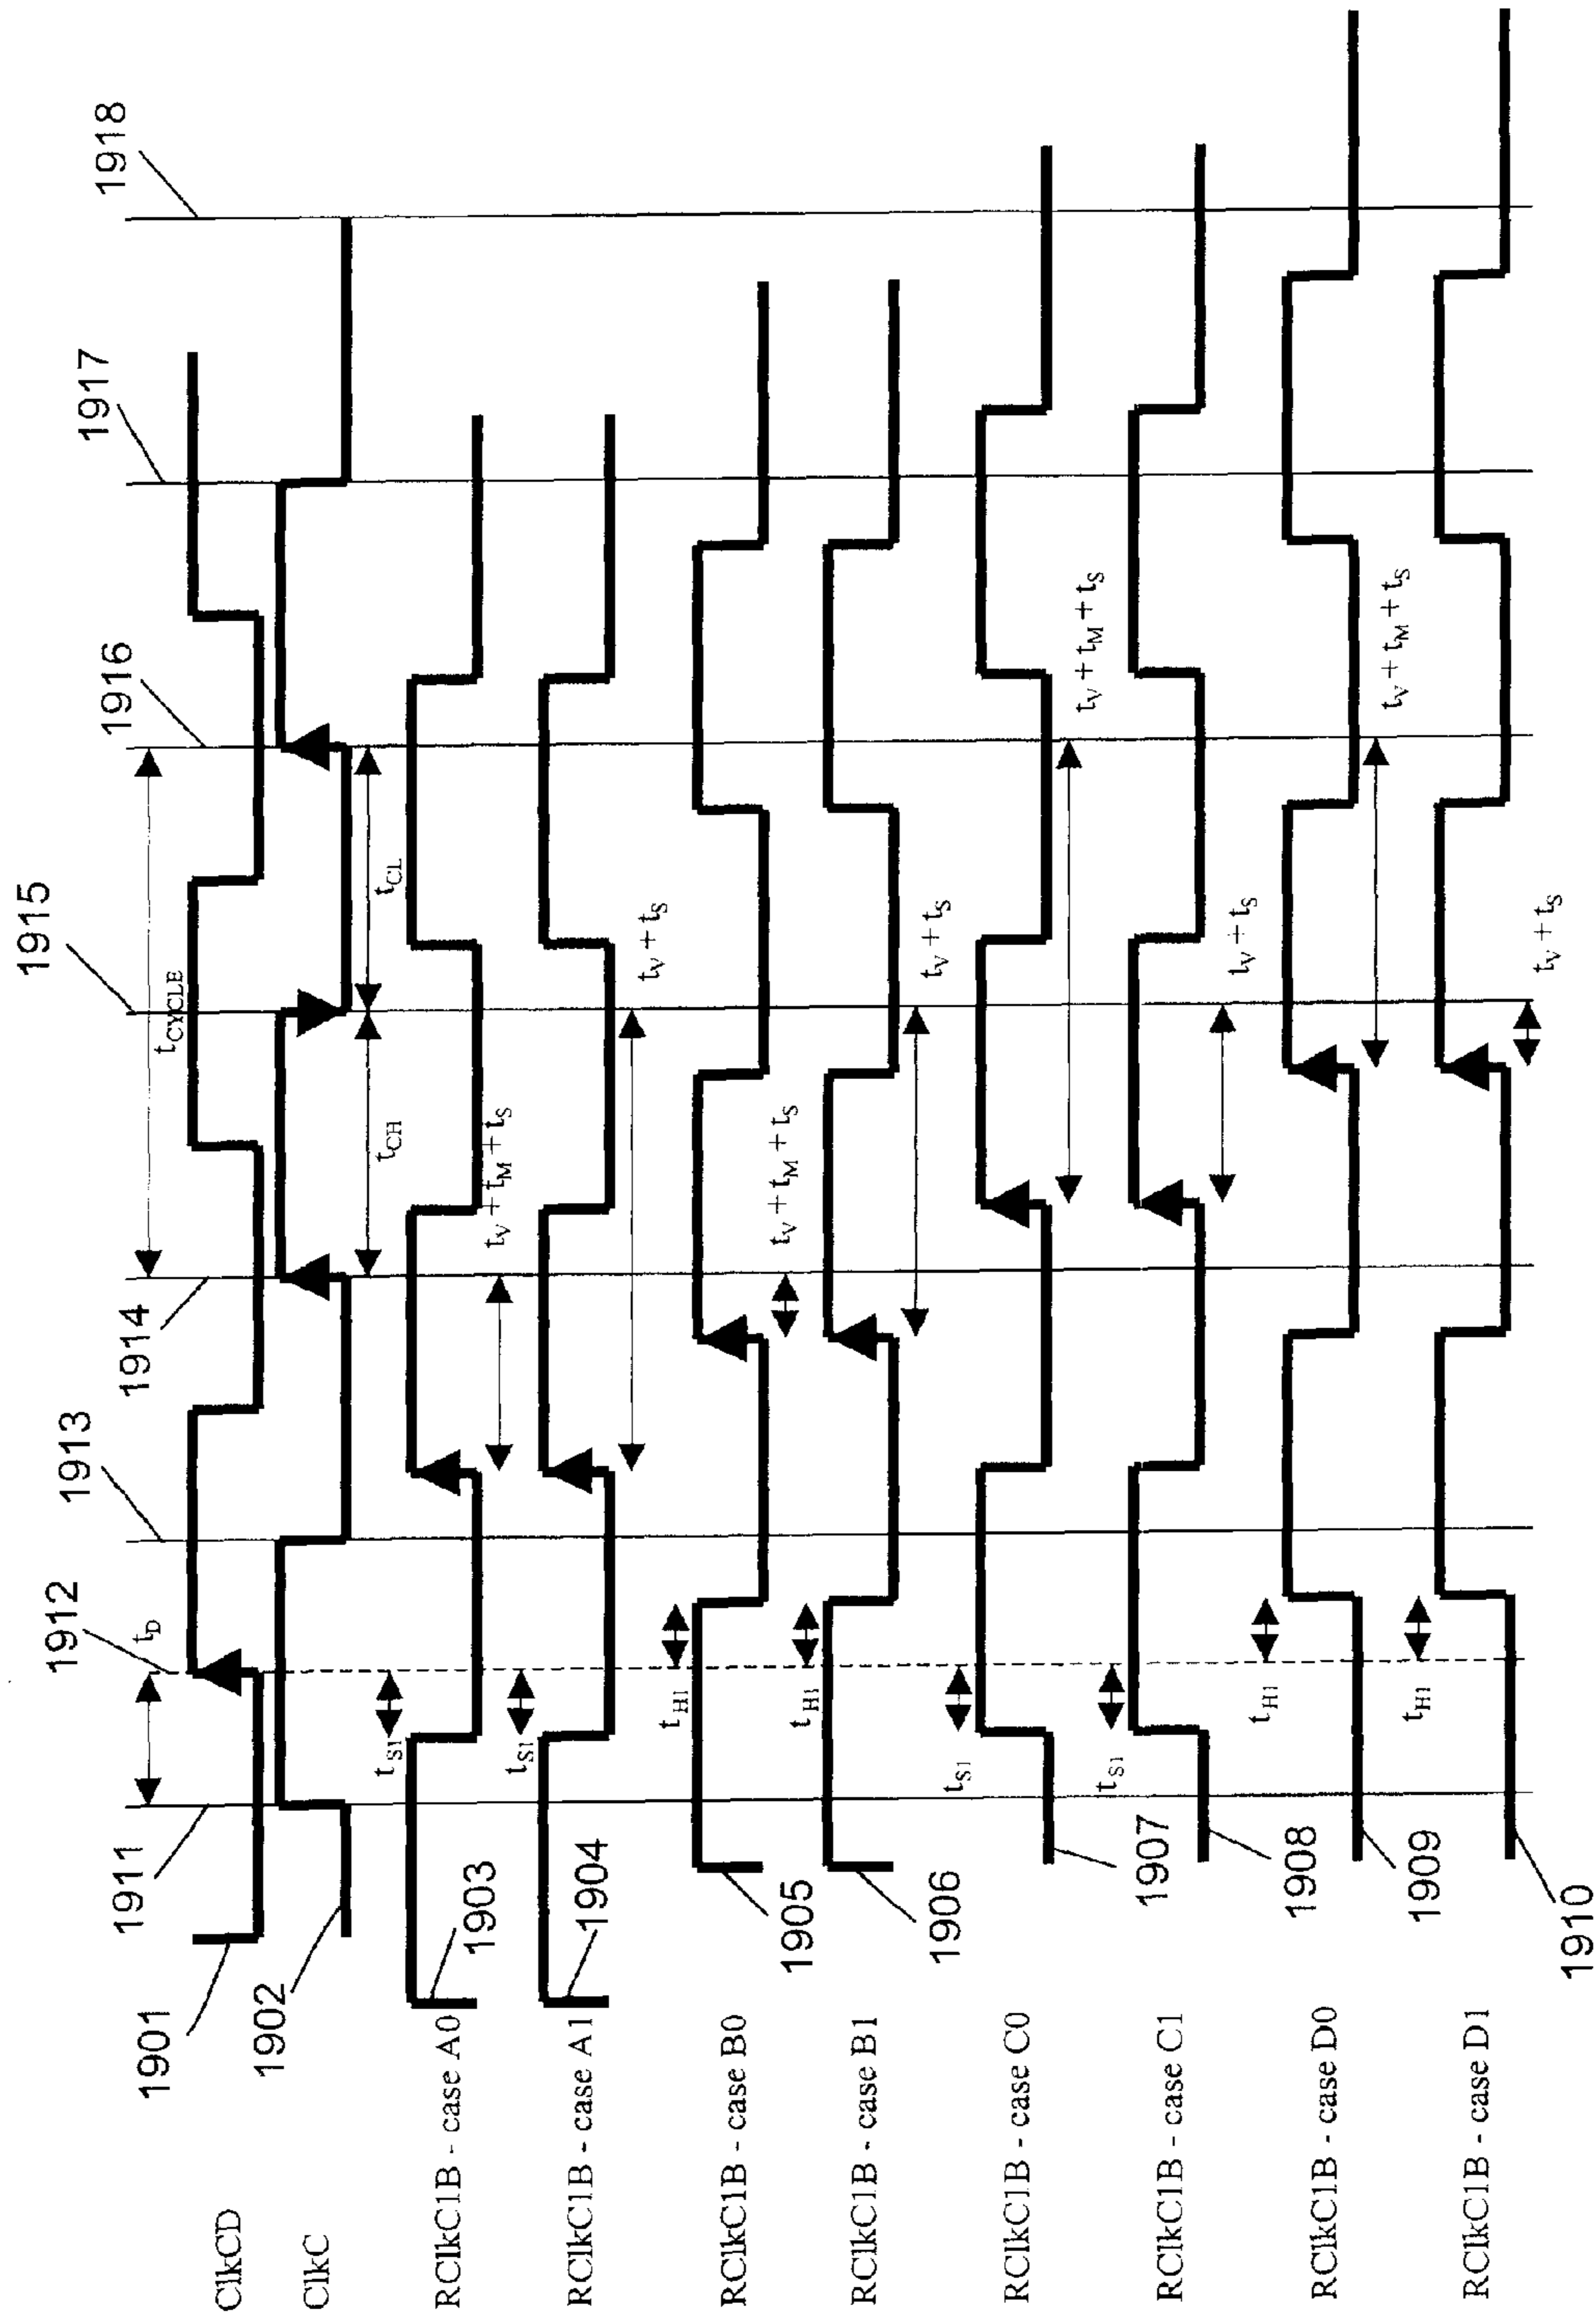 1911
1912
1913
1914
1915
1916
1917
1918
t_D
t_CYCLE
ClkCD
1901
ClkC
1902
t_CH
t_CL
RClkC1B - case A0
1903
t_S1
t_V + t_M + t_S
RClkC1B - case A1
1904
t_S1
t_V + t_S
RClkC1B - case B0
1905
t_H1
t_V + t_M + t_S
RClkC1B - case B1
1906
t_H1
t_V + t_S
RClkC1B - case C0
1907
t_S1
t_V + t_M + t_S
RClkC1B - case C1
1908
t_S1
t_V + t_S
RClkC1B - case D0
1909
t_H1
t_V + t_M + t_S
RClkC1B - case D1
1910
t_H1
t_V + t_S